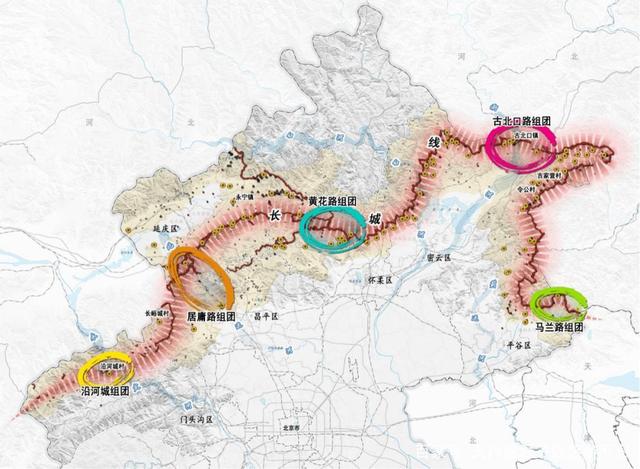 河
北
古北口路组团
古北口镇
线
河
北
吉家营村
令公村
永宁镇
黄花路组团
长
城
延庆区
密云区
怀柔区
长峪城村
居庸路组团
昌平区
马兰路组团
平谷区
沿河城村
沿河城组团
天
门头沟区
北京市
河
北